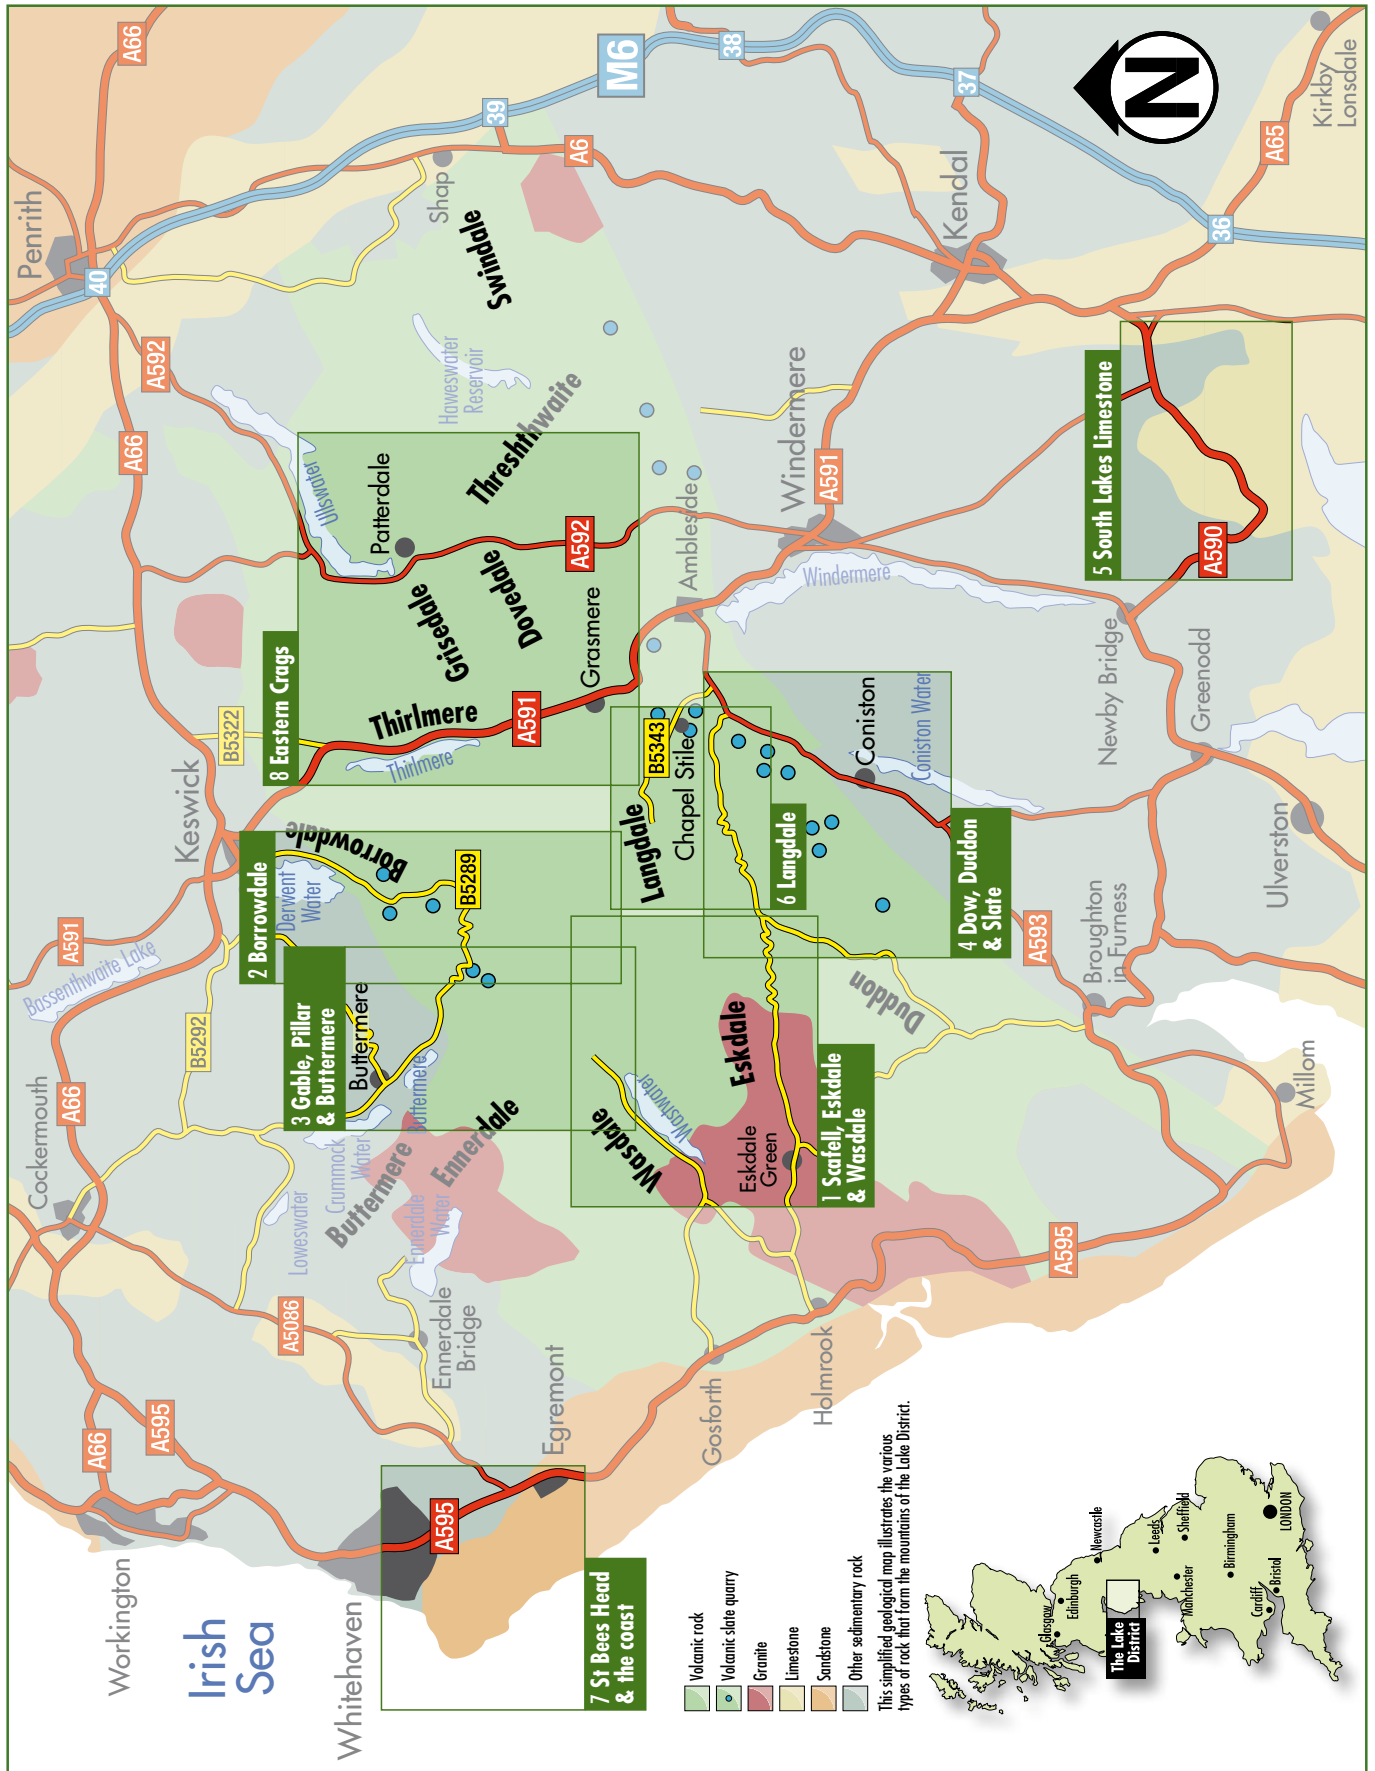 Workington
Irish
Sea
Whitehaven
A66
A595
A5086
Cockermouth
A66
Bassenthwaite Lake
A591
B5292
Loweswater
Crummock
Water
Buttermere
Ennerdale
Water
Ennerdale
Ennerdale
Bridge
Egremont
A595
7 St Bees Head
& the coast
Keswick
B5322
2 Borrowdale
Derwent
Water
Borrowdale
B5289
3 Gable, Pillar
& Buttermere
Buttermere
Buttermere
8 Eastern Crags
Thirlmere
Thirlmere
A591
Grisedale
Dovedale
Grasmere
Patterdale
Ullswater
A592
Threshthwaite
Penrith
40
A66
A592
A66
Haweswater
Reservoir
Swindale
Shap
39
A6
M6
38
37
36
N
Kendal
A65
Kirkby
Lonsdale
Windermere
A591
Windermere
Ambleside
Langdale
B5343
Chapel Stile
6 Langdale
Coniston
Coniston Water
4 Dow, Duddon
& Slate
Duddon
A593
Broughton
in Furness
Wasdale
Wastwater
Eskdale
Eskdale
Green
1 Scafell, Eskdale
& Wasdale
Gosforth
Holmrook
A595
Millom
Ulverston
Greenodd
Newby Bridge
A590
5 South Lakes Limestone
Volcanic rock
Volcanic slate quarry
Granite
Limestone
Sandstone
Other sedimentary rock
This simplified geological map illustrates the various
types of rock that form the mountains of the Lake District.
Glasgow
Edinburgh
Newcastle
The Lake
District
Leeds
Manchester
Sheffield
Birmingham
Cardiff
Bristol
LONDON